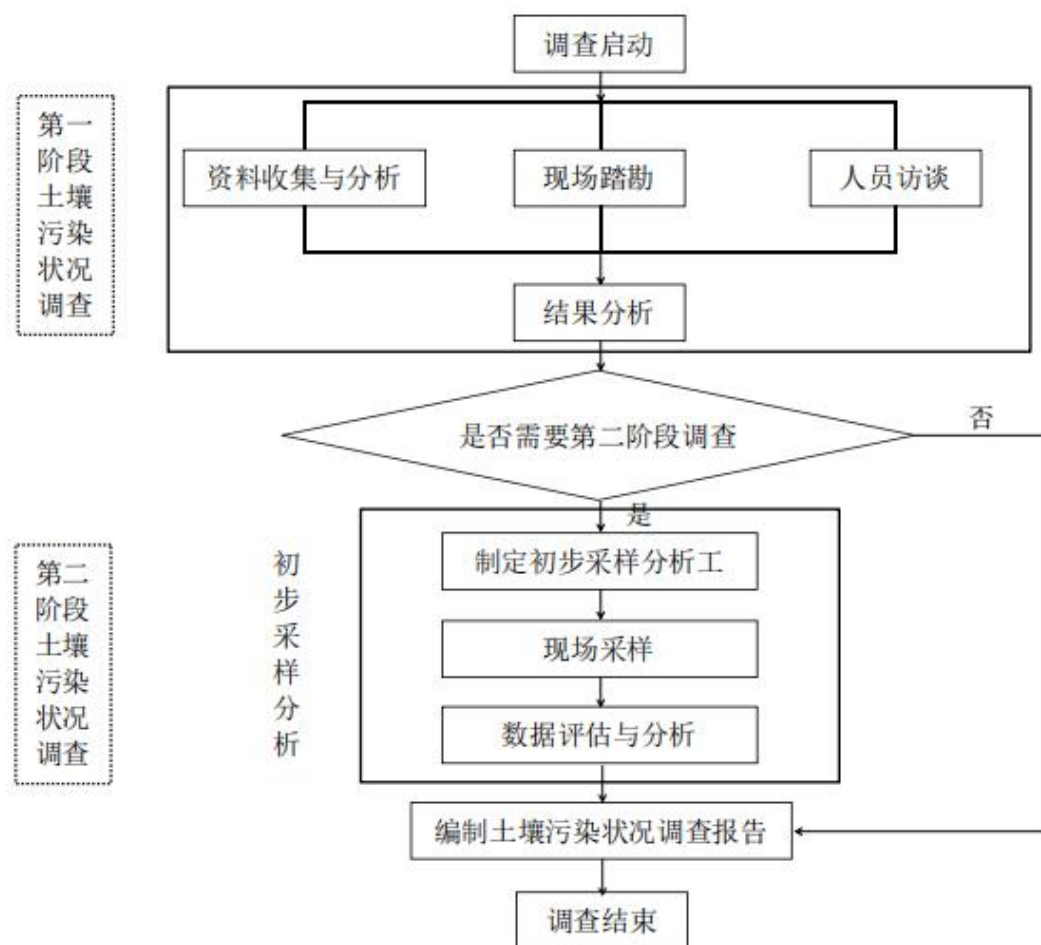 调查启动
第一
阶段
土壤
污染
状况
调查
资料收集与分析
现场踏勘
人员访谈
结果分析
是否需要第二阶段调查
否
是
第二
阶段
土壤
污染
状况
调查
初
步
采
样
分
析
制定初步采样分析工
现场采样
数据评估与分析
编制土壤污染状况调查报告
调查结束